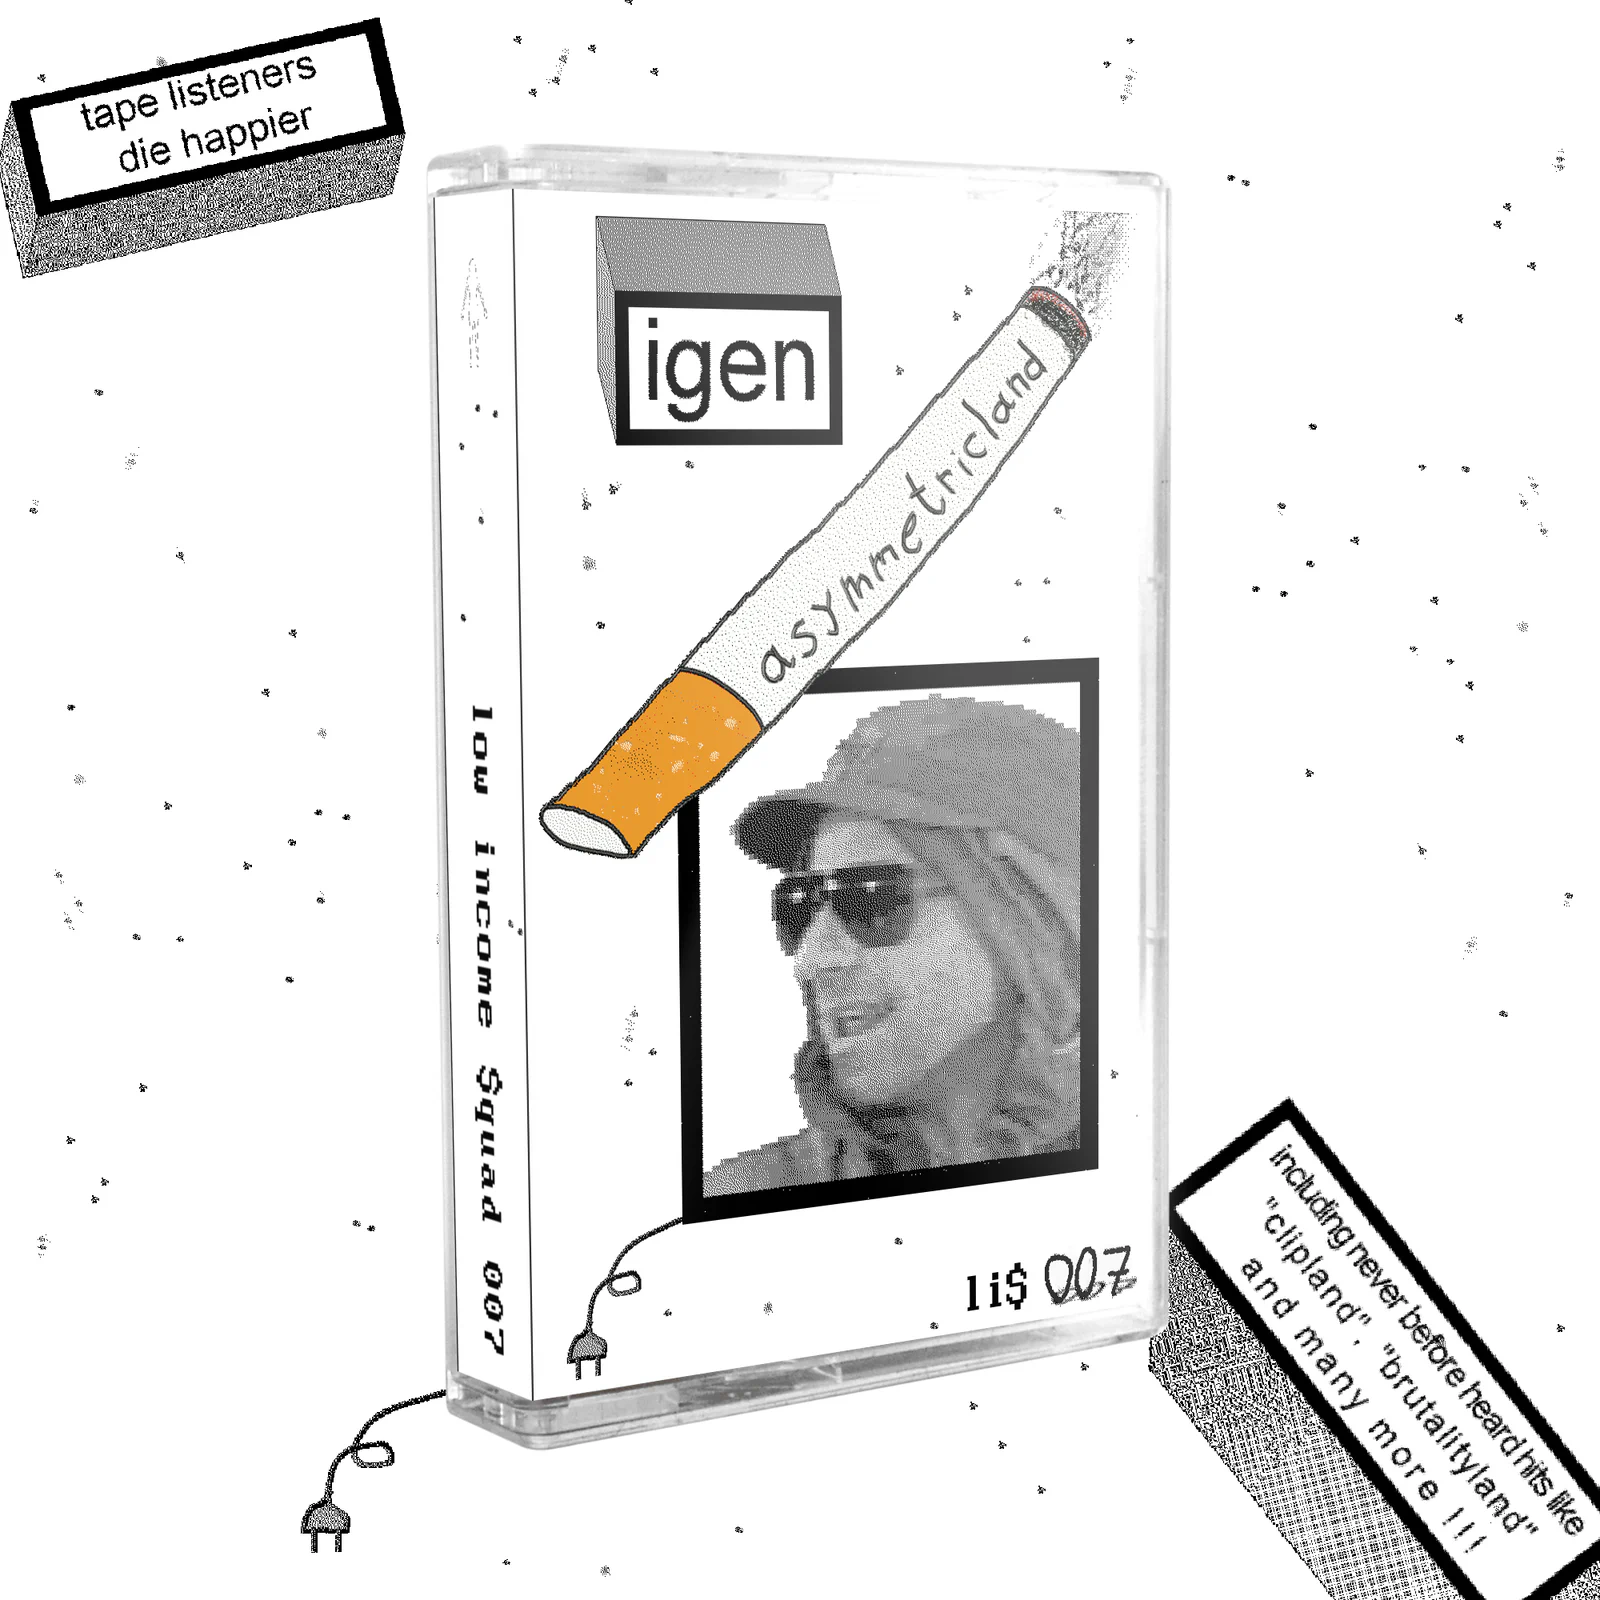 tape listeners
die happier
igen
asymmetricland
low income $quad 007
li$ 007
including never before heard hits like
"clipland", "brutalityland"
and many more !!!